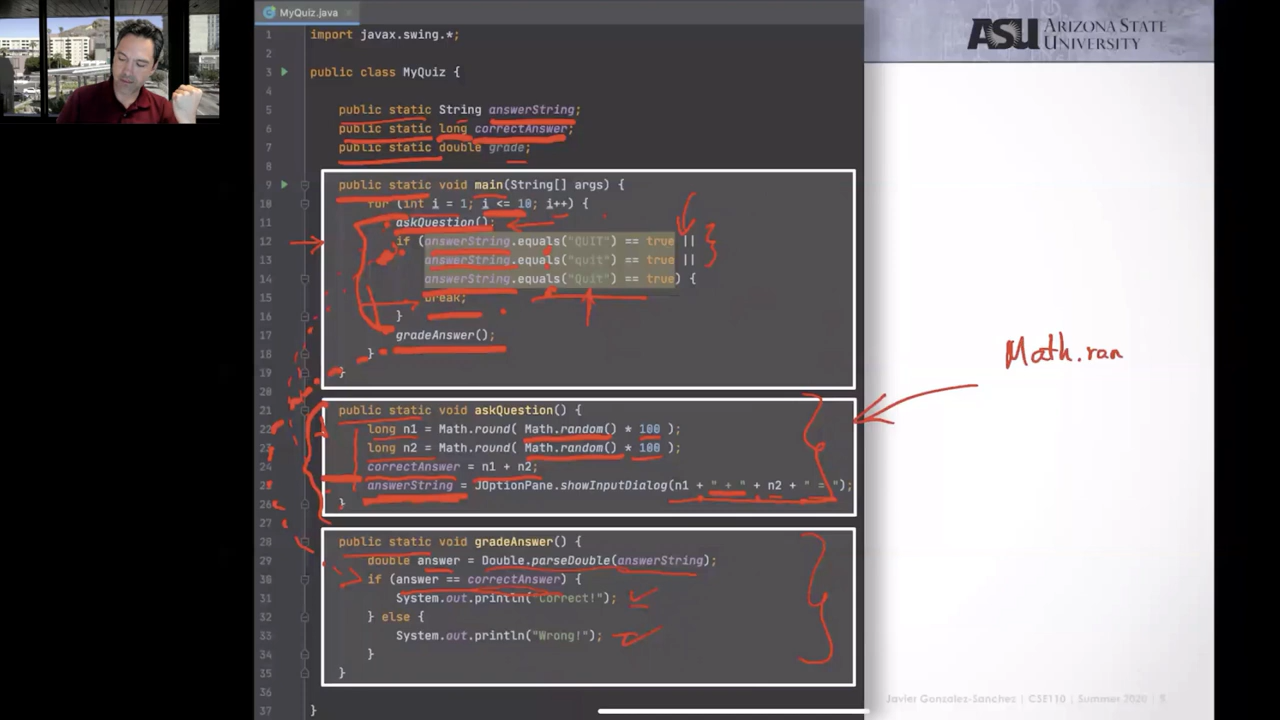 MyQuiz.java
ASU ARIZONA STATE UNIVERSITY
1 import javax.swing.*;
2
3 public class MyQuiz {
4
5 public static String answerString;
6 public static long correctAnswer;
7 public static double grade;
8
9 public static void main(String[] args) {
10 for (int i = 1; i <= 10; i++) {
11 askQuestion();
12 if (answerString.equals("QUIT") == true ||
13 answerString.equals("quit") == true ||
14 answerString.equals("Quit") == true) {
15 break;
16 }
17 gradeAnswer();
18 }
19 }
20
21 public static void askQuestion() {
22 long n1 = Math.round( Math.random() * 100 );
23 long n2 = Math.round( Math.random() * 100 );
24 correctAnswer = n1 + n2;
25 answerString = JOptionPane.showInputDialog(n1 + " + " + n2 + " = ");
26 }
27
28 public static void gradeAnswer() {
29 double answer = Double.parseDouble(answerString);
30 if (answer == correctAnswer) {
31 System.out.println("Correct!");
32 } else {
33 System.out.println("Wrong!");
34 }
35 }
36
37 }
Math.ran
Javier Gonzalez-Sanchez | CSE110 | Summer 2020 | 5